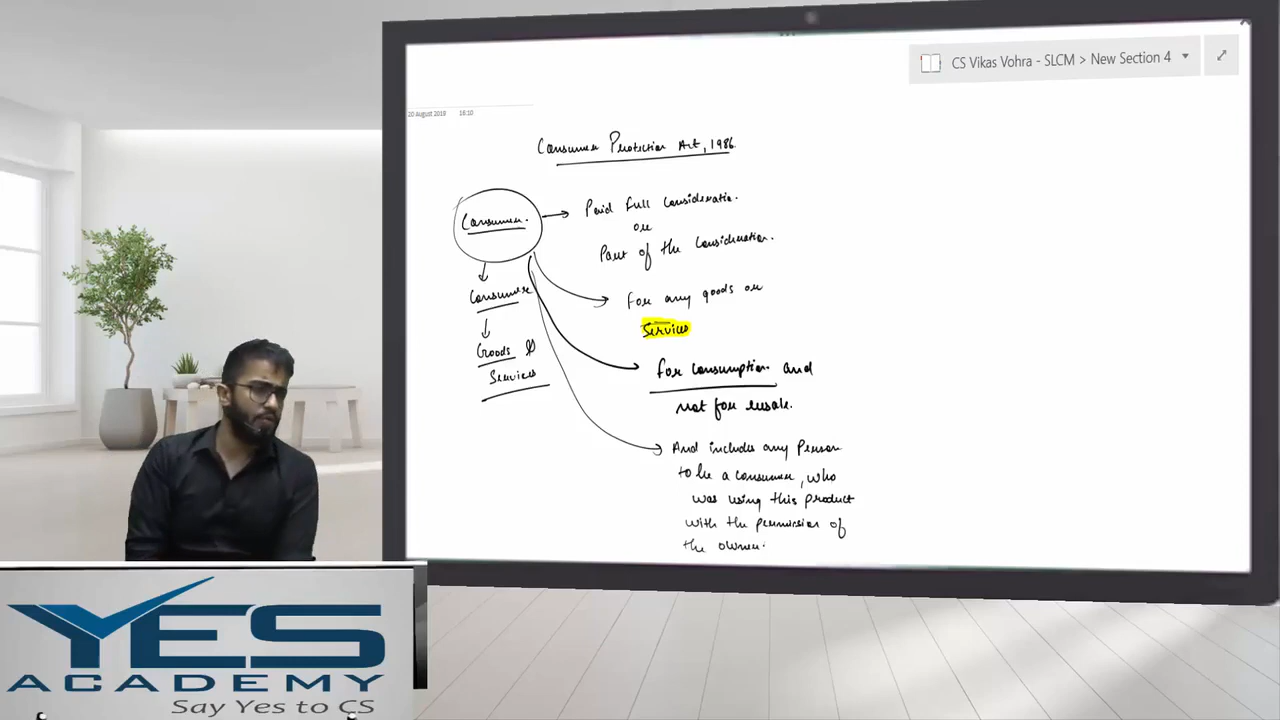 CS Vikas Vohra - SLCM > New Section 4
20 August 2019 16:10
Consumer Protection Act, 1986.
Consumer.
Consumer
Goods &
Services
Paid full consideration.
or
Part of the consideration.
For any goods or
Services
for consumption and
not for resale.
And includes any Person
to be a consumer, who
was using this product
with the permission of
the owner.
YES
ACADEMY
Say Yes to CS